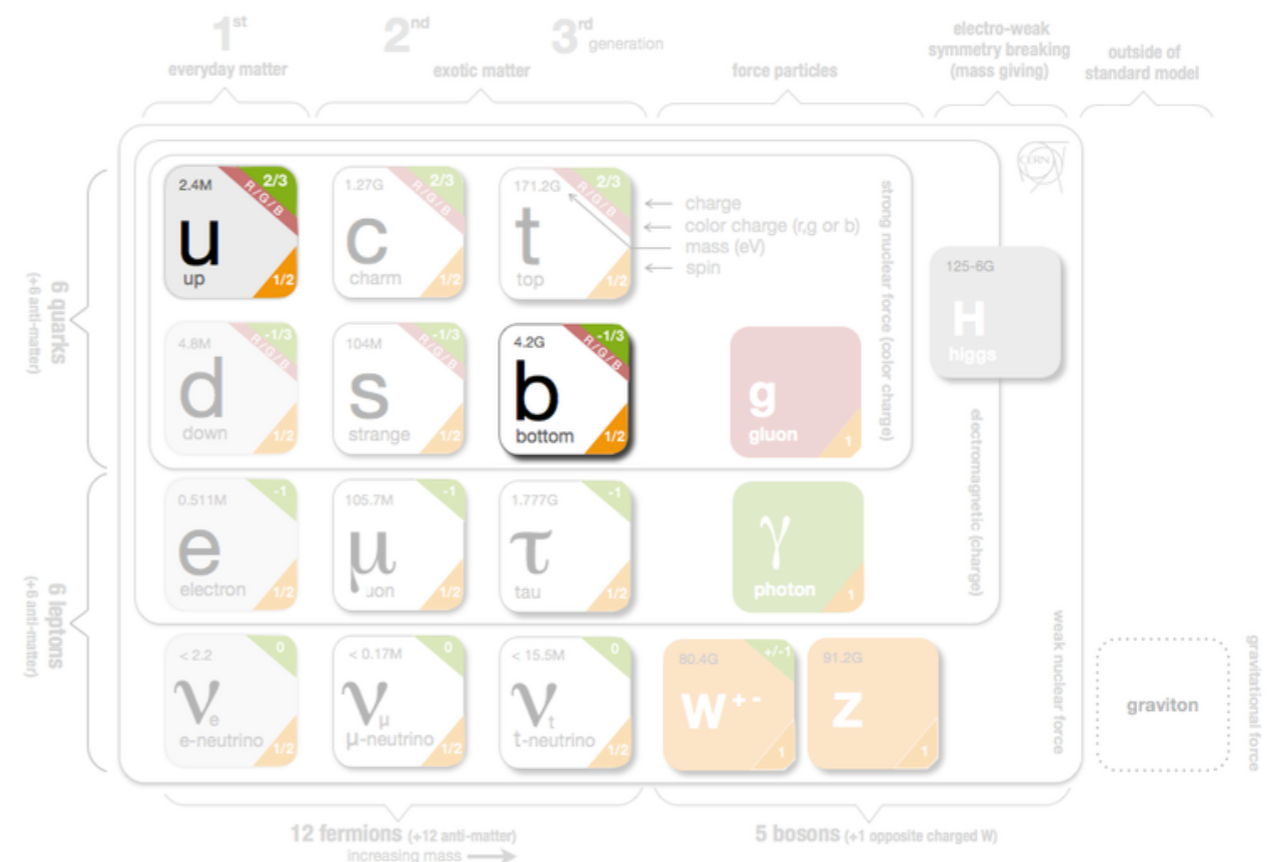 1st
2nd
3rd generation
everyday matter
exotic matter
force particles
electro-weak
symmetry breaking
(mass giving)
outside of
standard model
CERN
6 quarks
(+6 anti-matter)
2.4M
2/3
R/G/B
u
up
1/2
1.27G
2/3
R/G/B
c
charm
1/2
171.2G
2/3
R/G/B
t
top
1/2
charge
color charge (r,g or b)
mass (eV)
spin
strong nuclear force (color charge)
125-6G
H
higgs
4.8M
-1/3
R/G/B
d
down
1/2
104M
-1/3
R/G/B
s
strange
1/2
4.2G
-1/3
R/G/B
b
bottom
1/2
g
gluon
1
electromagnetic (charge)
6 leptons
(+6 anti-matter)
0.511M
-1
e
electron
1/2
105.7M
-1
μ
uon
1/2
1.777G
-1
τ
tau
1/2
γ
photon
1
weak nuclear force
< 2.2
0
νe
e-neutrino
1/2
< 0.17M
0
νμ
μ-neutrino
1/2
< 15.5M
0
νt
t-neutrino
1/2
80.4G
+/-1
W+-
1
91.2G
Z
1
graviton
gravitational force
12 fermions (+12 anti-matter)
increasing mass
5 bosons (+1 opposite charged W)